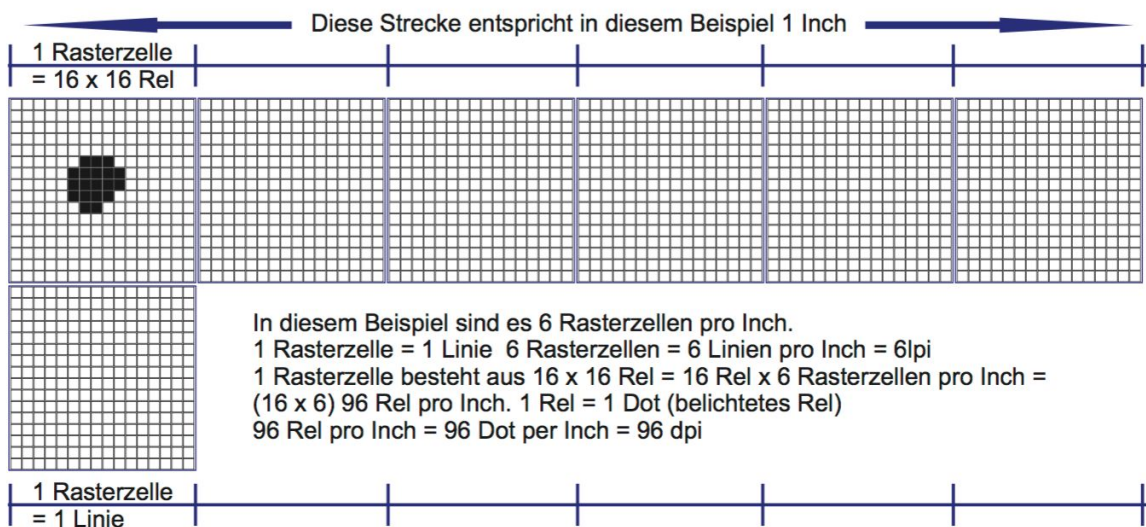 Diese Strecke entspricht in diesem Beispiel 1 Inch
1 Rasterzelle
= 16 x 16 Rel
In diesem Beispiel sind es 6 Rasterzellen pro Inch.
1 Rasterzelle = 1 Linie 6 Rasterzellen = 6 Linien pro Inch = 6lpi
1 Rasterzelle besteht aus 16 x 16 Rel = 16 Rel x 6 Rasterzellen pro Inch =
(16 x 6) 96 Rel pro Inch. 1 Rel = 1 Dot (belichtetes Rel)
96 Rel pro Inch = 96 Dot per Inch = 96 dpi
1 Rasterzelle
= 1 Linie